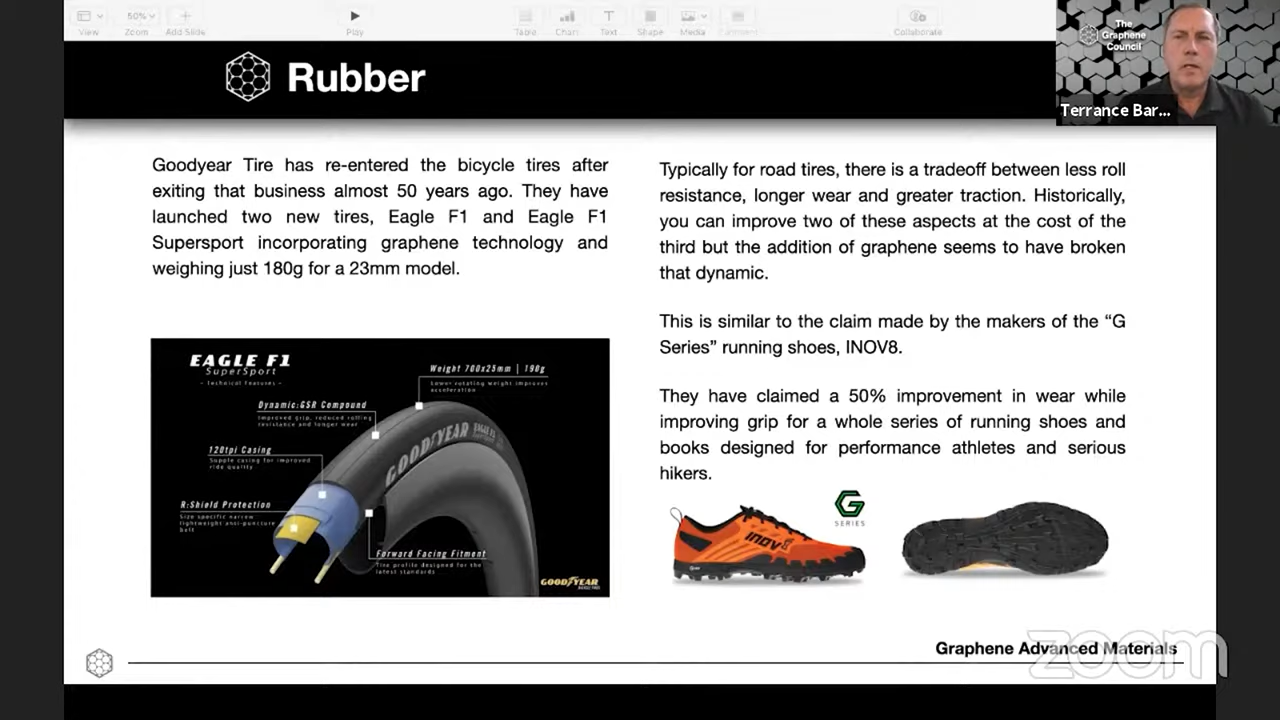 View
50%
Zoom
Add Slide
Play
Table
Chart
Text
Shape
Media
Comment
Collaborate
The
Graphene
Council
Terrance Bar...
Rubber
Goodyear Tire has re-entered the bicycle tires after
exiting that business almost 50 years ago. They have
launched two new tires, Eagle F1 and Eagle F1
Supersport incorporating graphene technology and
weighing just 180g for a 23mm model.
EAGLE F1
SuperSport
- Technical Features -
Weight 700x25mm | 190g
Lower rotating weight improves
acceleration
Dynamic:GSR Compound
Improved grip, reduced rolling
resistance and longer wear
120tpi Casing
Supple casing for improved
ride quality
R:Shield Protection
Size specific narrow
lightweight anti-puncture
belt
Forward Facing Fitment
Tire profile designed for the
latest standards
GOODYEAR
EAGLE F1
GOODYEAR
Typically for road tires, there is a tradeoff between less roll
resistance, longer wear and greater traction. Historically,
you can improve two of these aspects at the cost of the
third but the addition of graphene seems to have broken
that dynamic.
This is similar to the claim made by the makers of the “G
Series” running shoes, INOV8.
They have claimed a 50% improvement in wear while
improving grip for a whole series of running shoes and
books designed for performance athletes and serious
hikers.
G
SERIES
INOV8
Graphene Advanced Materials
zoom